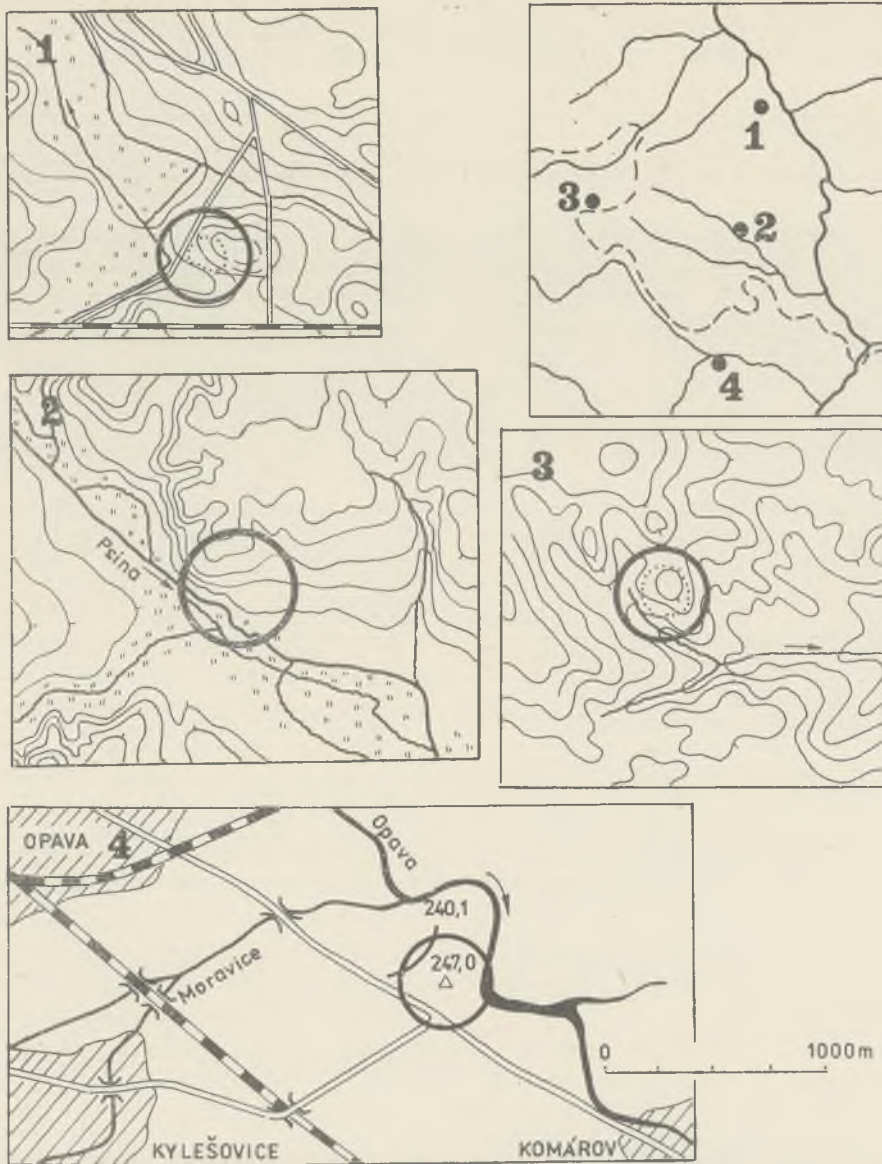 1
1
3
2
4
2
Psina
3
OPAVA
4
Opava
240,1
247,0
Moravice
0
1000m
KYLEŠOVICE
KOMÁROV